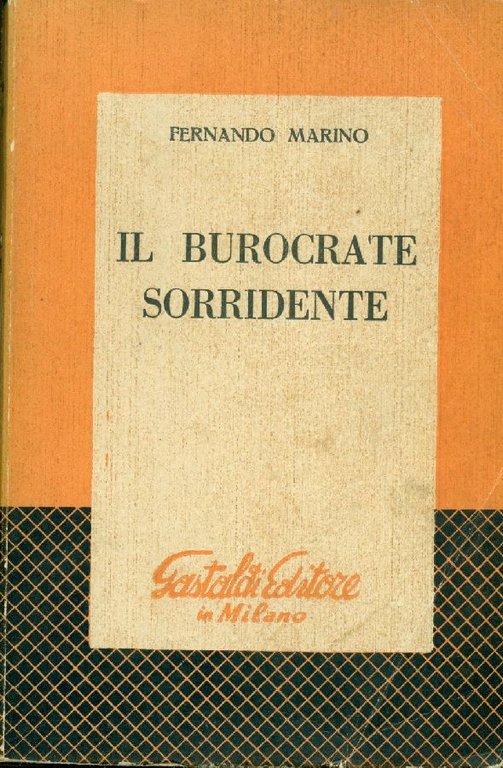 FERNANDO MARINO
IL BUROCRATE
SORRIDENTE
Gastaldi Editore
in Milano